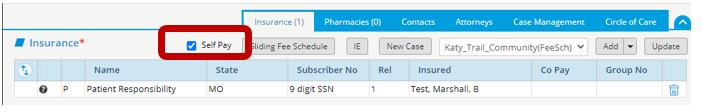 Insurance (1) Pharmacies (0) Contacts Attorneys Case Management Circle of Care
Insurance* Self Pay Sliding Fee Schedule IE New Case Katy_Trail_Community(FeeSch) Add Update
Name State Subscriber No Rel Insured Co Pay Group No
P Patient Responsibility MO 9 digit SSN 1 Test, Marshall, B